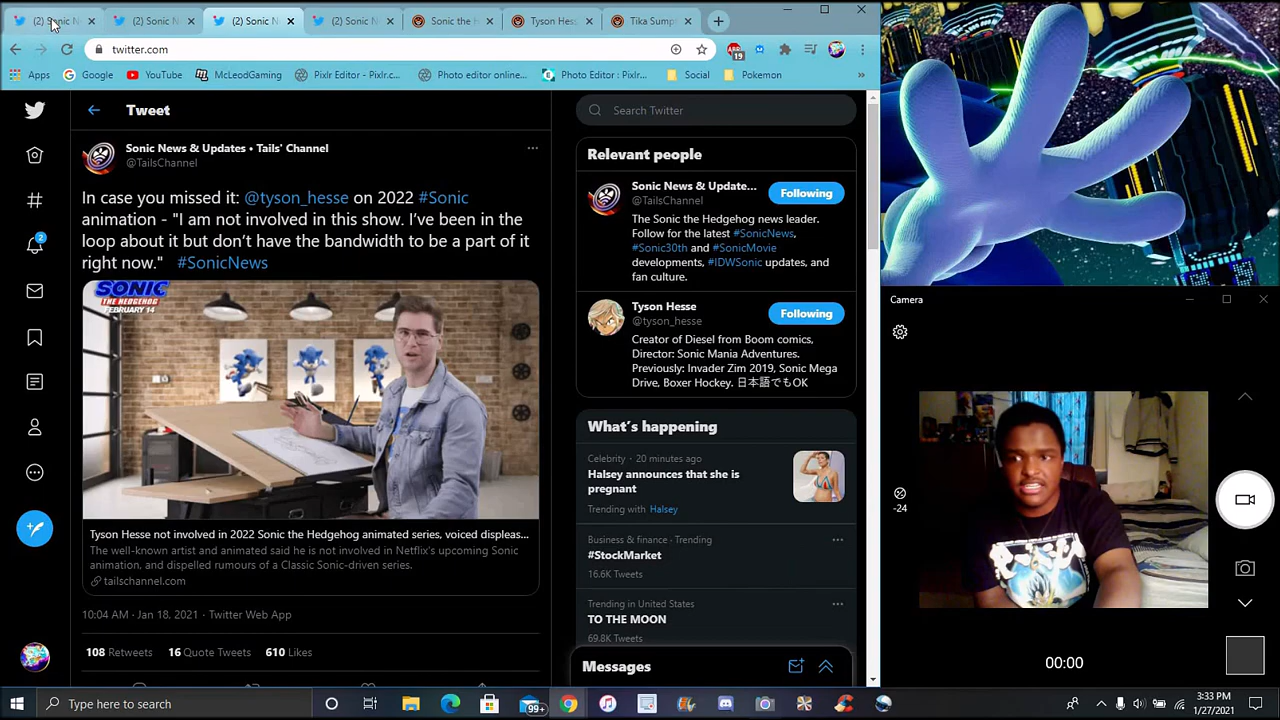 (2) Sonic N
(2) Sonic N
(2) Sonic N
(2) Sonic N
Sonic the H
Tyson Hess
Tika Sump
twitter.com
ABP
19
Apps
Google
YouTube
McLeodGaming
Pixlr Editor - Pixlr.c...
Photo editor online...
Photo Editor : Pixlr...
Social
Pokemon
Tweet
Search Twitter
Sonic News & Updates • Tails' Channel
@TailsChannel
In case you missed it: @tyson_hesse on 2022 #Sonic
animation - "I am not involved in this show. I've been in the
loop about it but don't have the bandwidth to be a part of it
right now."   #SonicNews
SONIC
THE HEDGEHOG
FEBRUARY 14
Tyson Hesse not involved in 2022 Sonic the Hedgehog animated series, voiced displeas...
The well-known artist and animated said he is not involved in Netflix's upcoming Sonic
animation, and dispelled rumours of a Classic Sonic-driven series.
tailschannel.com
10:04 AM · Jan 18, 2021 · Twitter Web App
108 Retweets   16 Quote Tweets   610 Likes
2
Relevant people
Sonic News & Update...
@TailsChannel
Following
The Sonic the Hedgehog news leader.
Follow for the latest #SonicNews,
#Sonic30th and #SonicMovie
developments, #IDWSonic updates, and
fan culture.
Tyson Hesse
@tyson_hesse
Following
Creator of Diesel from Boom comics,
Director: Sonic Mania Adventures.
Previously: Invader Zim 2019, Sonic Mega
Drive, Boxer Hockey. 日本語でもOK
What's happening
Celebrity · 20 minutes ago
Halsey announces that she is
pregnant
Trending with Halsey
Business & finance · Trending
#StockMarket
16.6K Tweets
Trending in United States
TO THE MOON
69.8K Tweets
Messages
Camera
-24
00:00
Type here to search
99+
3:33 PM
1/27/2021